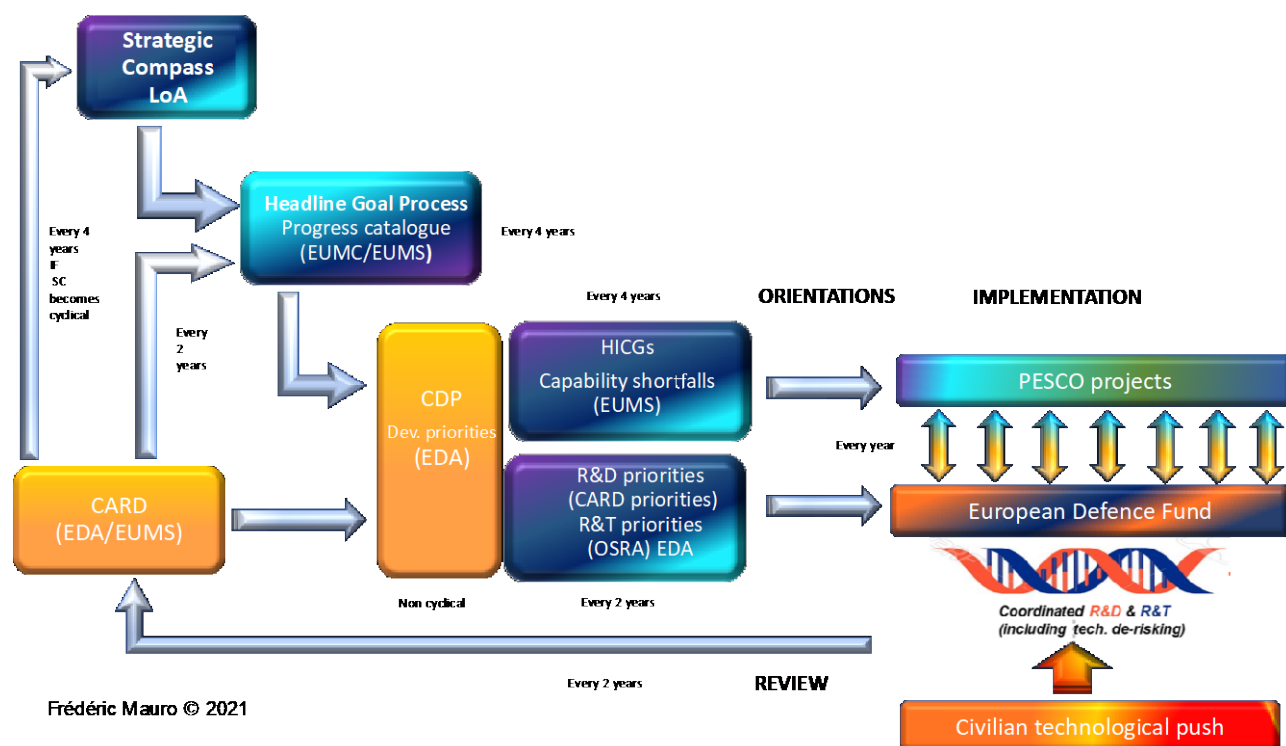 Strategic
Compass
LoA
Headline Goal Process
Progress catalogue
(EUMC/EUMS)
Every 4 years
Every 4
years
IF
SC
becomes
cyclical
Every
2
years
Every 4 years
ORIENTATIONS
IMPLEMENTATION
CDP
Dev. priorities
(EDA)
HICGs
Capability shortfalls
(EUMS)
PESCO projects
Every year
CARD
(EDA/EUMS)
R&D priorities
(CARD priorities)
R&T priorities
(OSRA) EDA
European Defence Fund
Non cyclical
Every 2 years
Coordinated R&D & R&T
(including tech. de-risking)
Every 2 years
REVIEW
Frédéric Mauro © 2021
Civilian technological push